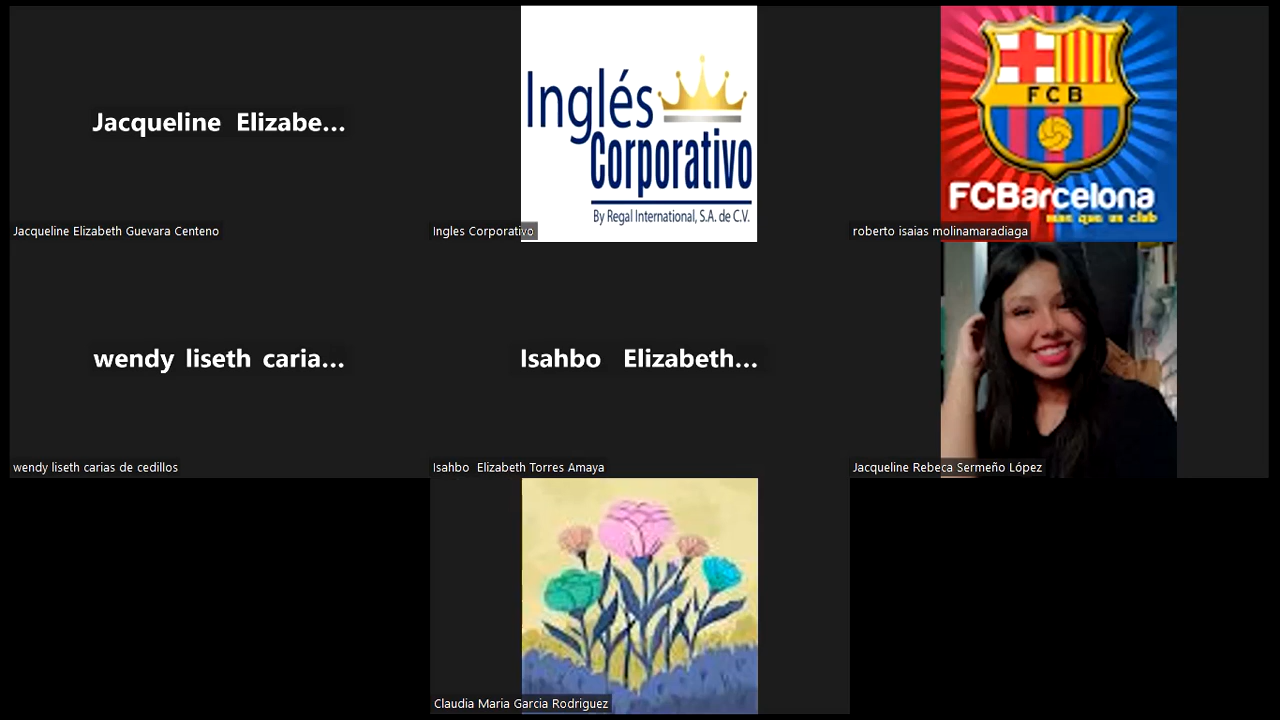 Jacqueline Elizabe...
Jacqueline Elizabeth Guevara Centeno
Inglés
Corporativo
By Regal International, S.A. de C.V.
Ingles Corporativo
FCB
FCBarcelona
mas que un club
roberto isaias molinamaradiaga
wendy liseth caria...
wendy liseth carias de cedillos
Isahbo Elizabeth...
Isahbo Elizabeth Torres Amaya
Jacqueline Rebeca Sermeño López
Claudia Maria Garcia Rodriguez